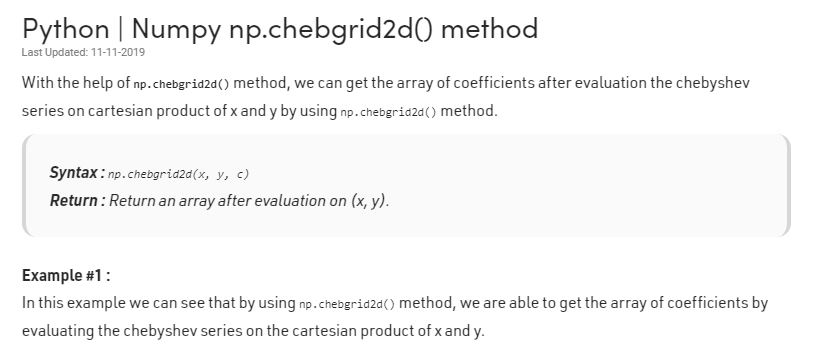 Python | Numpy np.chebgrid2d() method
Last Updated: 11-11-2019
With the help of np.chebgrid2d() method, we can get the array of coefficients after evaluation the chebyshev
series on cartesian product of x and y by using np.chebgrid2d() method.
Syntax : np.chebgrid2d(x, y, c)
Return : Return an array after evaluation on (x, y).
Example #1 :
In this example we can see that by using np.chebgrid2d() method, we are able to get the array of coefficients by
evaluating the chebyshev series on the cartesian product of x and y.